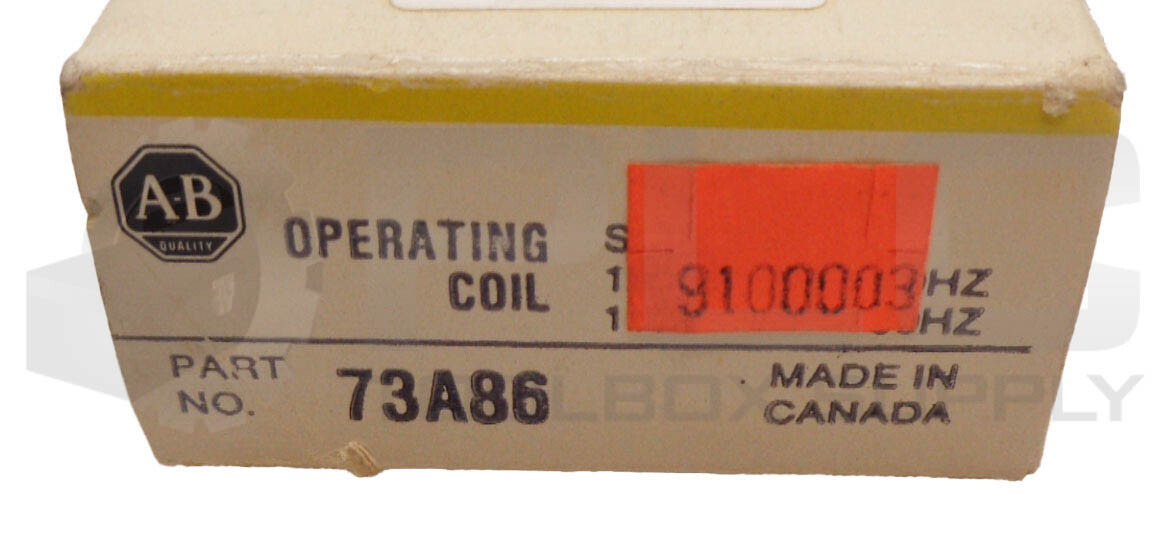 A-B
QUALITY
OPERATING
COIL
9100003
HZ
HZ
PART
NO.
73A86
MADE IN
CANADA